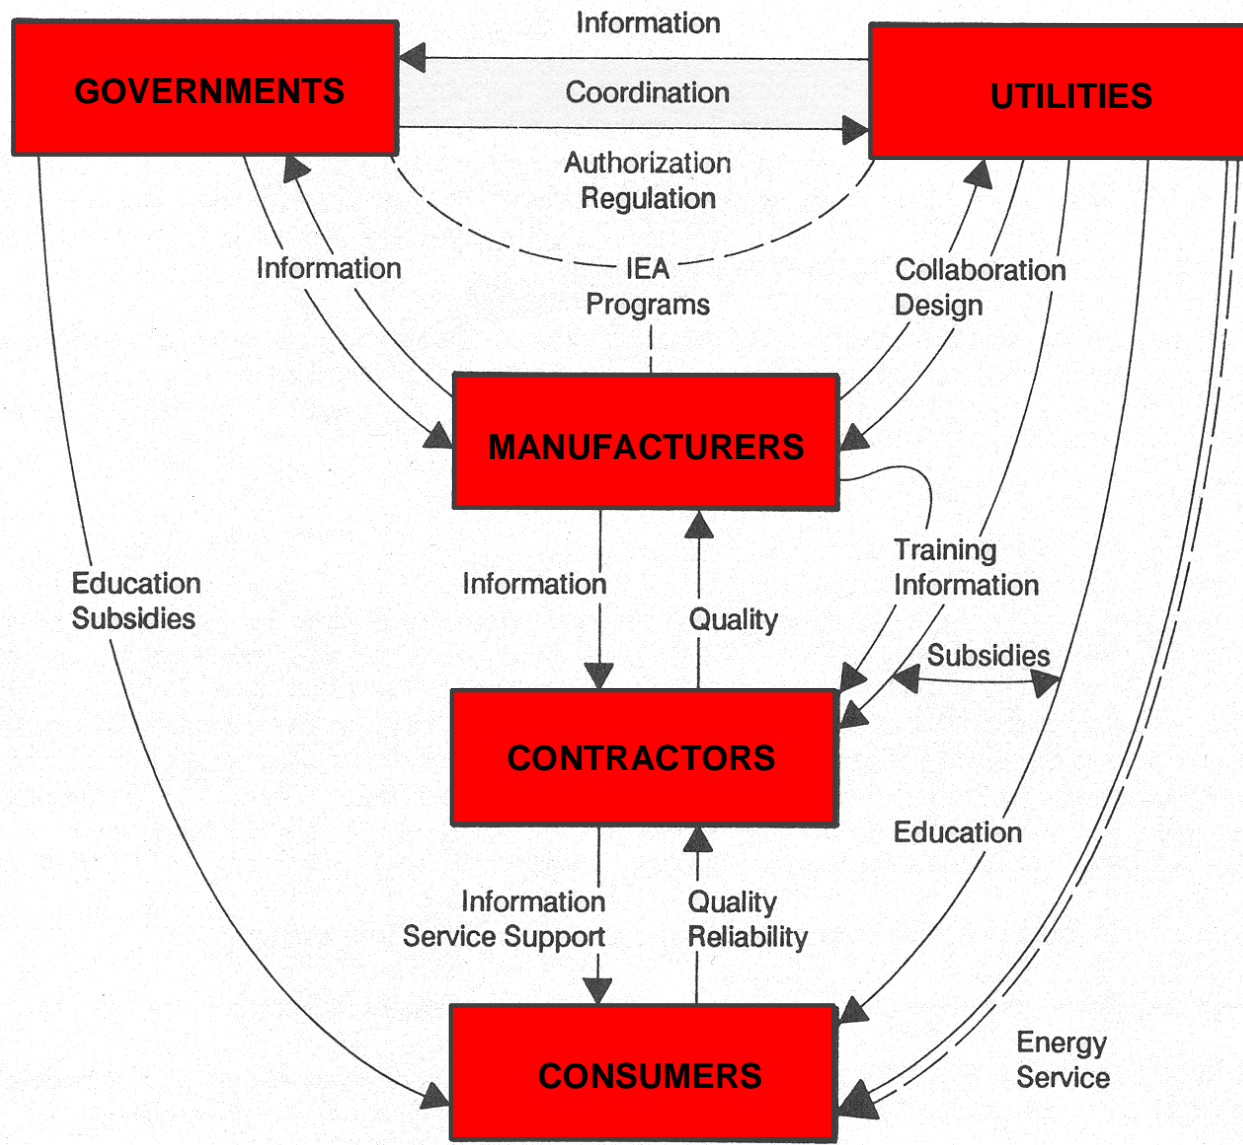 Information
GOVERNMENTS
Coordination
UTILITIES
Authorization
Regulation
Information
IEA
Programs
Collaboration
Design
MANUFACTURERS
Education
Subsidies
Information
Quality
Training
Information
Subsidies
CONTRACTORS
Education
Information
Service Support
Quality
Reliability
CONSUMERS
Energy
Service